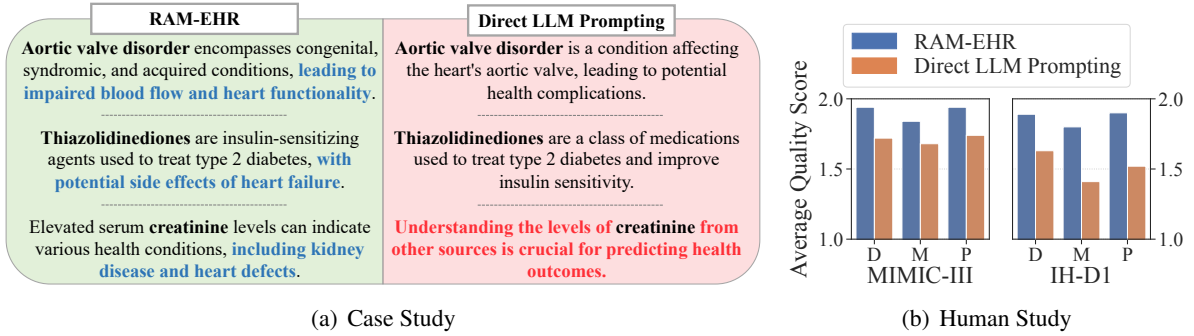 RAM-EHR
Aortic valve disorder encompasses congenital,
syndromic, and acquired conditions, leading to
impaired blood flow and heart functionality.
Thiazolidinediones are insulin-sensitizing
agents used to treat type 2 diabetes, with
potential side effects of heart failure.
Elevated serum creatinine levels can indicate
various health conditions, including kidney
disease and heart defects.
Direct LLM Prompting
Aortic valve disorder is a condition affecting
the heart's aortic valve, leading to potential
health complications.
Thiazolidinediones are a class of medications
used to treat type 2 diabetes and improve
insulin sensitivity.
Understanding the levels of creatinine from
other sources is crucial for predicting health
outcomes.
(a) Case Study
RAM-EHR
Direct LLM Prompting
Average Quality Score
2.0
1.5
1.0
D M P
MIMIC-III
2.0
1.5
1.0
D M P
IH-D1
(b) Human Study